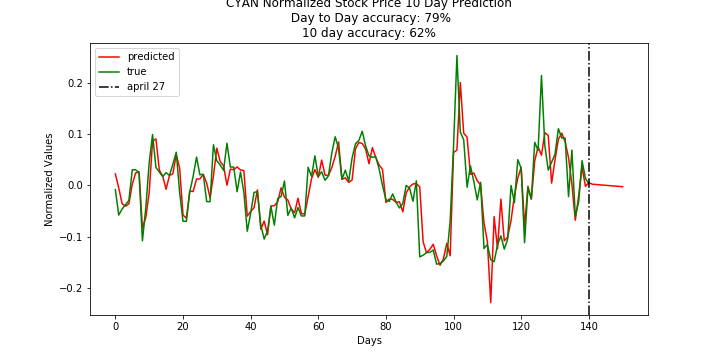 CYAN Normalized Stock Price 10 Day Prediction
Day to Day accuracy: 79%
10 day accuracy: 62%
predicted
true
april 27
Normalized Values
0.2
0.1
0.0
−0.1
−0.2
0
20
40
60
80
100
120
140
Days